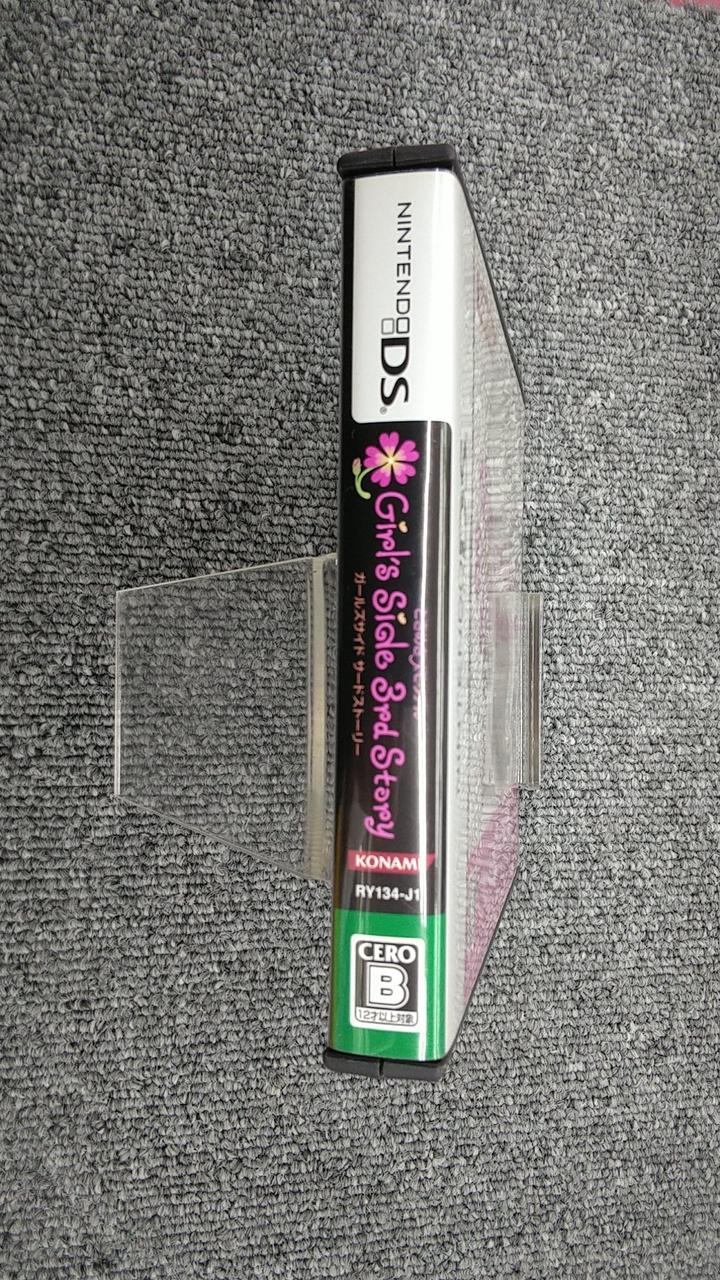 NINTENDO DS®
Girl's Side 3rd Story
ガールズサイド サードストーリー
KONAMI
RY134-J1
CERO
B
12才以上対象